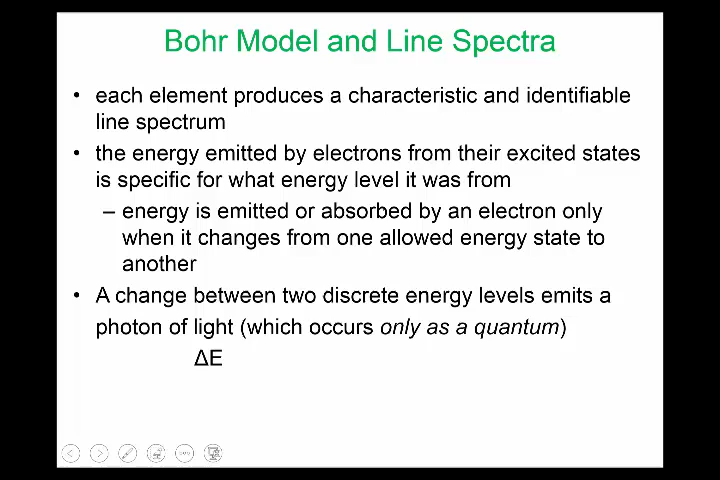 Bohr Model and Line Spectra
• each element produces a characteristic and identifiable
line spectrum
• the energy emitted by electrons from their excited states
is specific for what energy level it was from
– energy is emitted or absorbed by an electron only
when it changes from one allowed energy state to
another
• A change between two discrete energy levels emits a
photon of light (which occurs only as a quantum)
ΔE